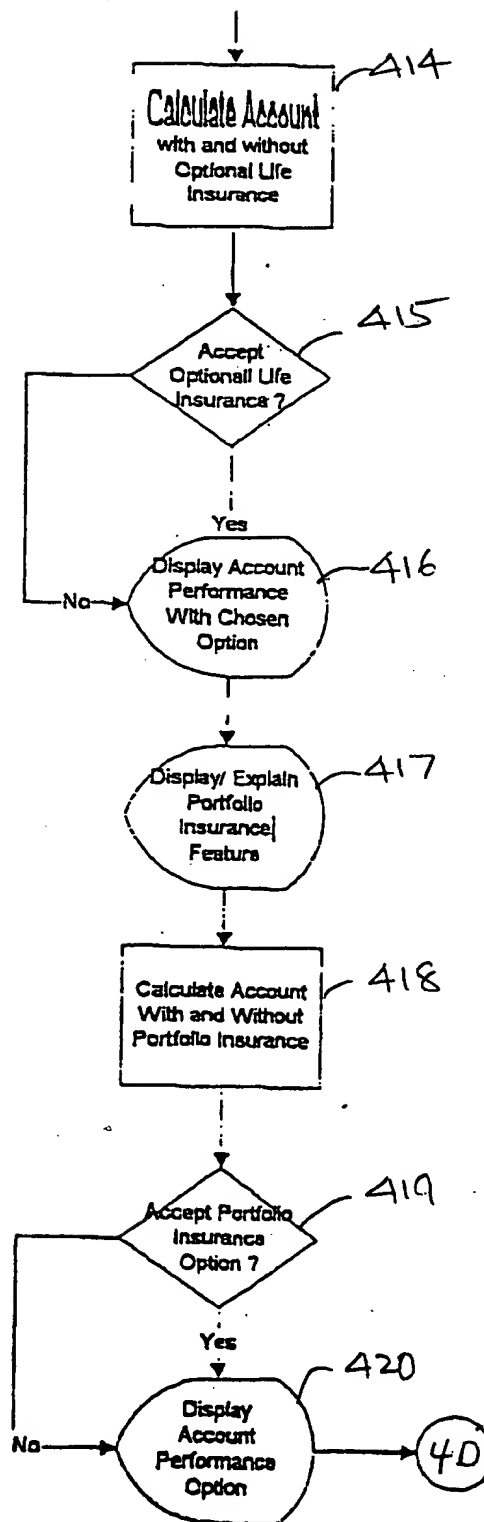 414
Calculate Account
with and without
Optional Life
Insurance
415
Accept
Optionall Life
Insurance ?
Yes
416
Display Account
Performance
With Chosen
Option
No
417
Display/ Explain
Portfolio
Insurance|
Feature
418
Calculate Account
With and Without
Portfolio Insurance
419
Accept Portfolio
Insurance
Option ?
Yes
420
Display
Account
Performance
Option
No
4D